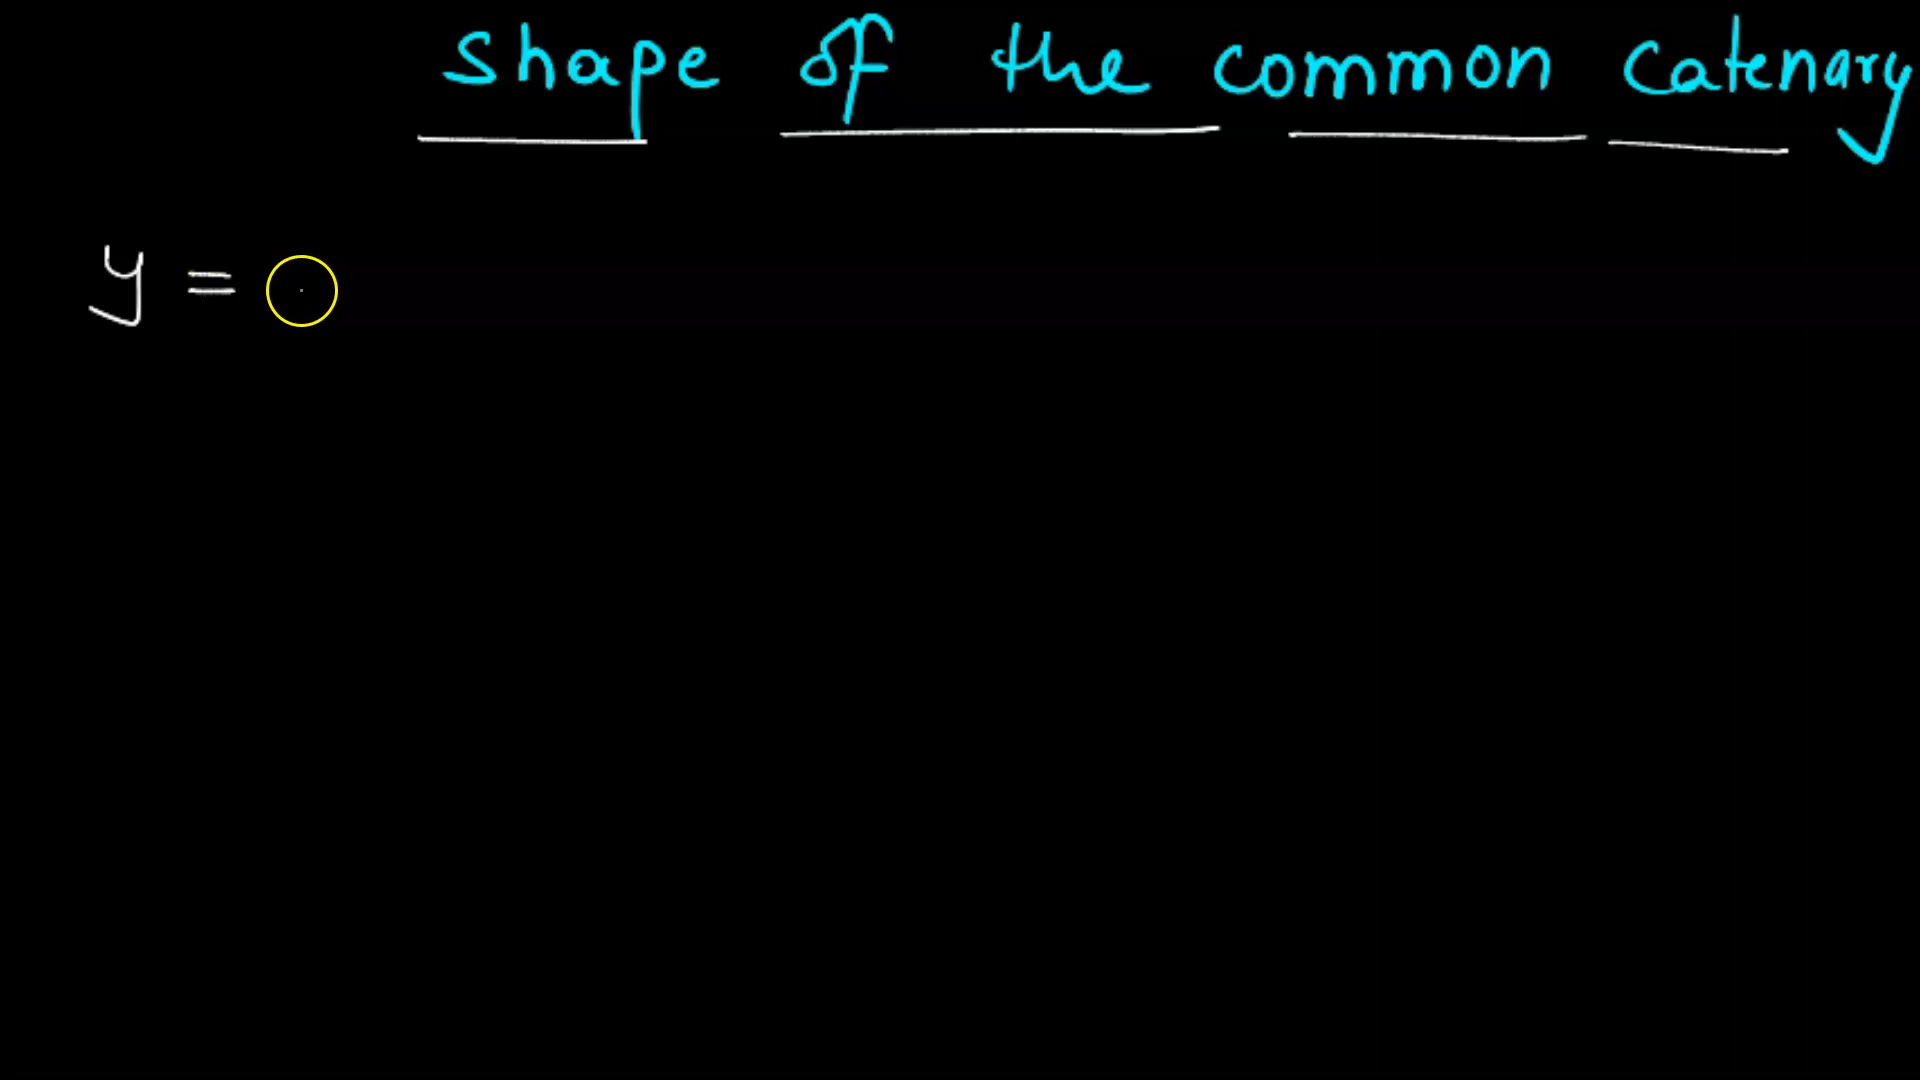 shape of the common catenary
y =